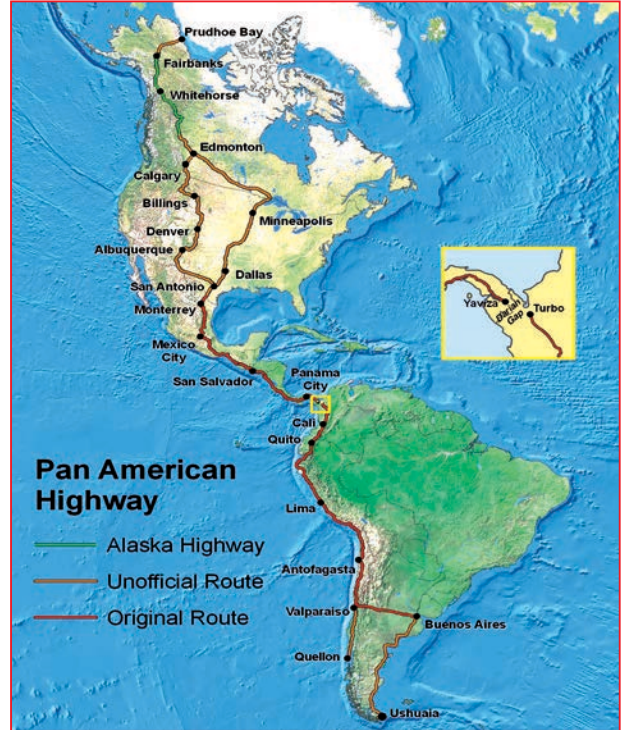 Prudhoe Bay
Fairbanks
Whitehorse
Edmonton
Calgary
Billings
Minneapolis
Denver
Albuquerque
Dallas
San Antonio
Monterrey
Mexico
City
San Salvador
Panama
City
Yaviza
Darian
Gap
Turbo
Cali
Quito
Pan American
Highway
Lima
Alaska Highway
Antofagasta
Unofficial Route
Valparaiso
Original Route
Buenos Aires
Quellon
Ushuaia